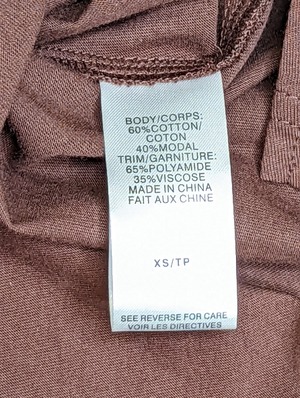 BODY/CORPS:
60%COTTON/
COTON
40%MODAL
TRIM/GARNITURE:
65%POLYAMIDE
35%VISCOSE
MADE IN CHINA
FAIT AUX CHINE
XS/TP
SEE REVERSE FOR CARE
VOIR LES DIRECTIVES